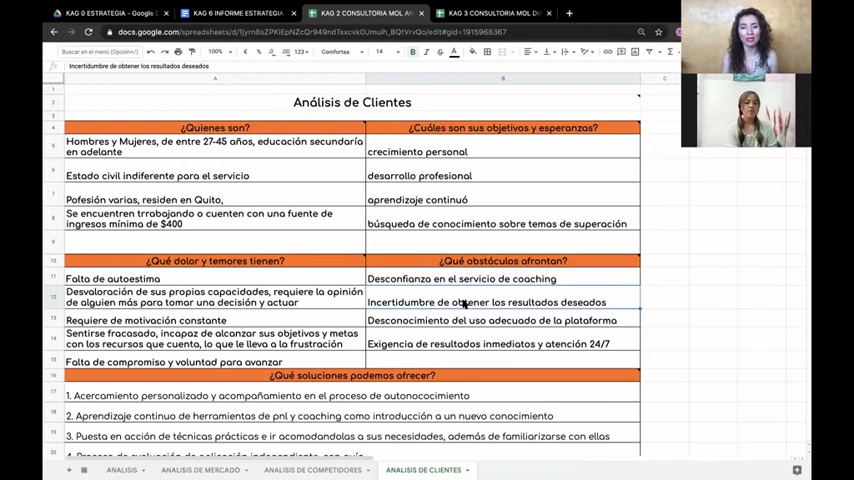 KAG 0 ESTRATEGIA - Google D
KAG 6 INFORME ESTRATEGIA
KAG 2 CONSULTORIA MOL AN
KAG 3 CONSULTORIA MOL DI
Buscar en el menú...
100%
Comfortaa
14
Incertidumbre de obtener los resultados deseados
A
B
C
Análisis de Clientes
¿Quienes son?
¿Cuáles son sus objetivos y esperanzas?
Hombres y Mujeres, de entre 27-45 años, educación secundaría
en adelante
crecimiento personal
Estado civil indiferente para el servicio
desarrollo profesional
Pofesión varias, residen en Quito,
aprendizaje continuó
Se encuentren trrabajando o cuenten con una fuente de
ingresos mínima de $400
búsqueda de conocimiento sobre temas de superación
¿Qué dolor y temores tienen?
¿Qué obstáculos afrontan?
Falta de autoestima
Desconfianza en el servicio de coaching
Desvaloración de sus propias capacidades, requiere la opinión
de alguien más para tomar una decisión y actuar
Incertidumbre de obtener los resultados deseados
Requiere de motivación constante
Desconocimiento del uso adecuado de la plataforma
Sentirse fracasado, incapaz de alcanzar sus objetivos y metas
con los recursos que cuenta, lo que le lleva a la frustración
Exigencia de resultados inmediatos y atención 24/7
Falta de compromiso y voluntad para avanzar
¿Qué soluciones podemos ofrecer?
1. Acercamiento personalizado y acompañamiento en el proceso de autonocociemiento
2. Aprendizaje continuo de herramientas de pnl y coaching como introducción a un nuevo conocimiento
3. Puesta en acción de técnicas prácticas e ir acomodandolas a sus necesidades, además de familiarizarse con ellas
ANALISIS
ANALISIS DE MERCADO
ANALISIS DE COMPETIDORES
ANALISIS DE CLIENTES